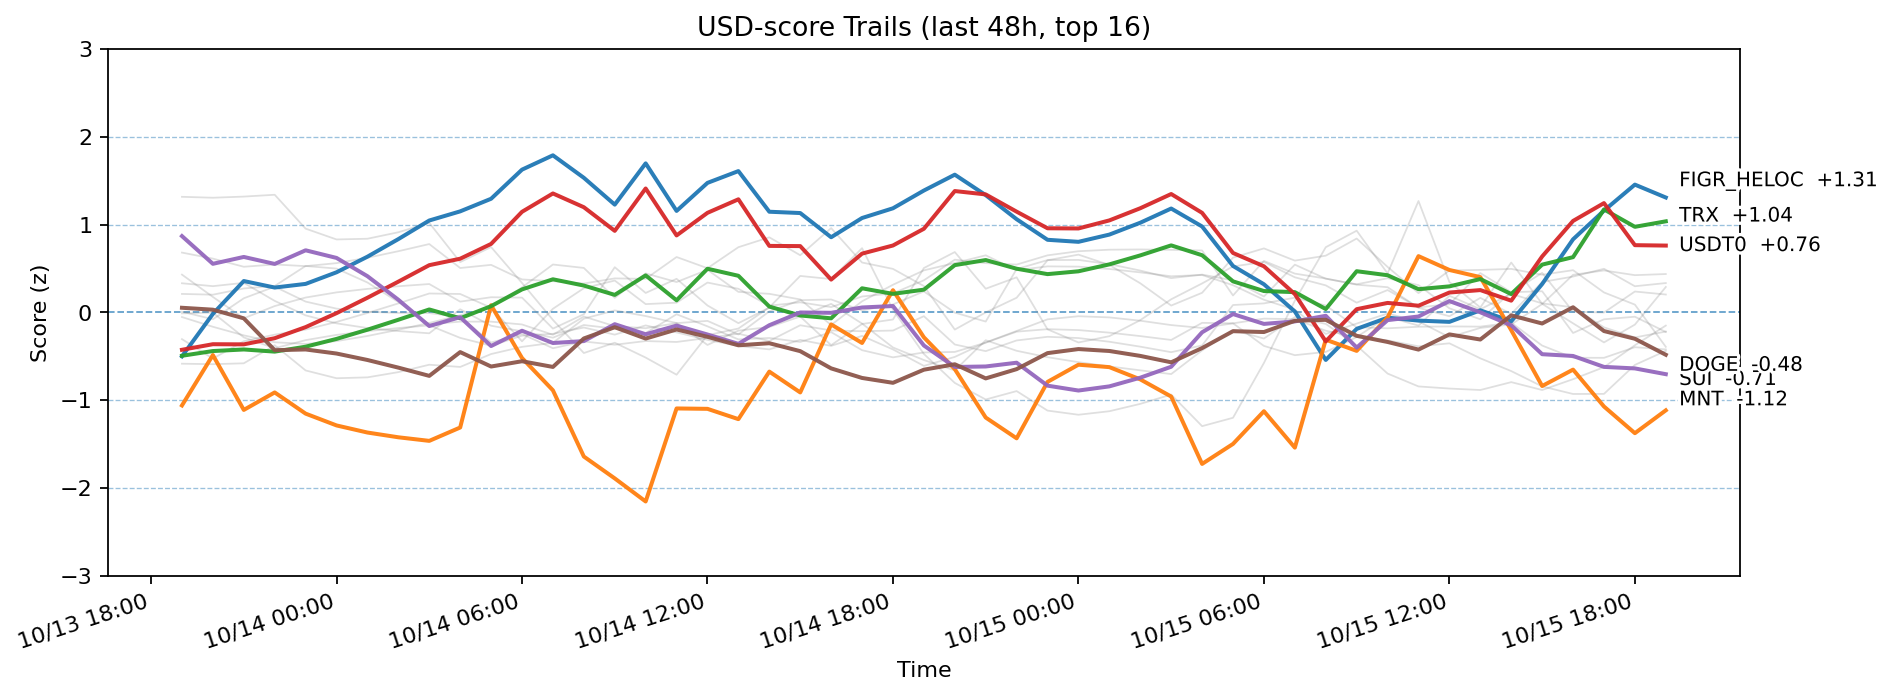 USD-score Trails (last 48h, top 16)
3
2
1
0
−1
−2
−3
Score (z)
FIGR_HELOC +1.31
TRX +1.04
USDT0 +0.76
DOGE -0.48
SUI -0.71
MNT -1.12
10/13 18:00
10/14 00:00
10/14 06:00
10/14 12:00
10/14 18:00
10/15 00:00
10/15 06:00
10/15 12:00
10/15 18:00
Time